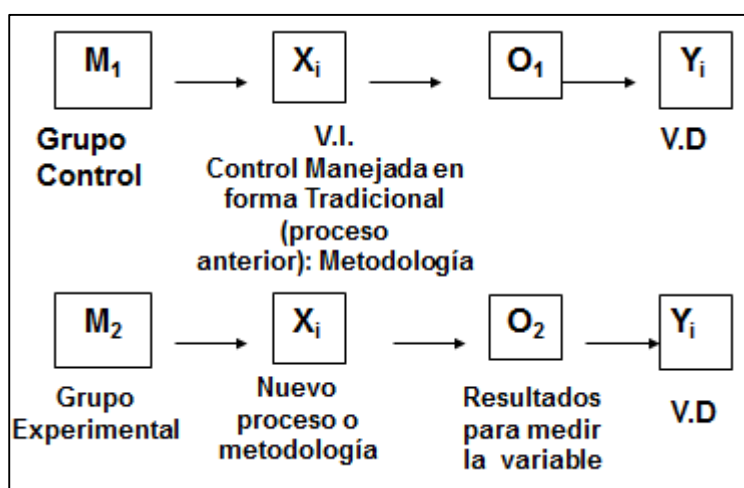 M₁ Xᵢ O₁ Yᵢ
Grupo
Control
V.I.
Control Manejada en
forma Tradicional
(proceso
anterior): Metodología
V.D
M₂ Xᵢ O₂ Yᵢ
Grupo
Experimental
Nuevo
proceso o
metodología
Resultados
para medir
la variable
V.D